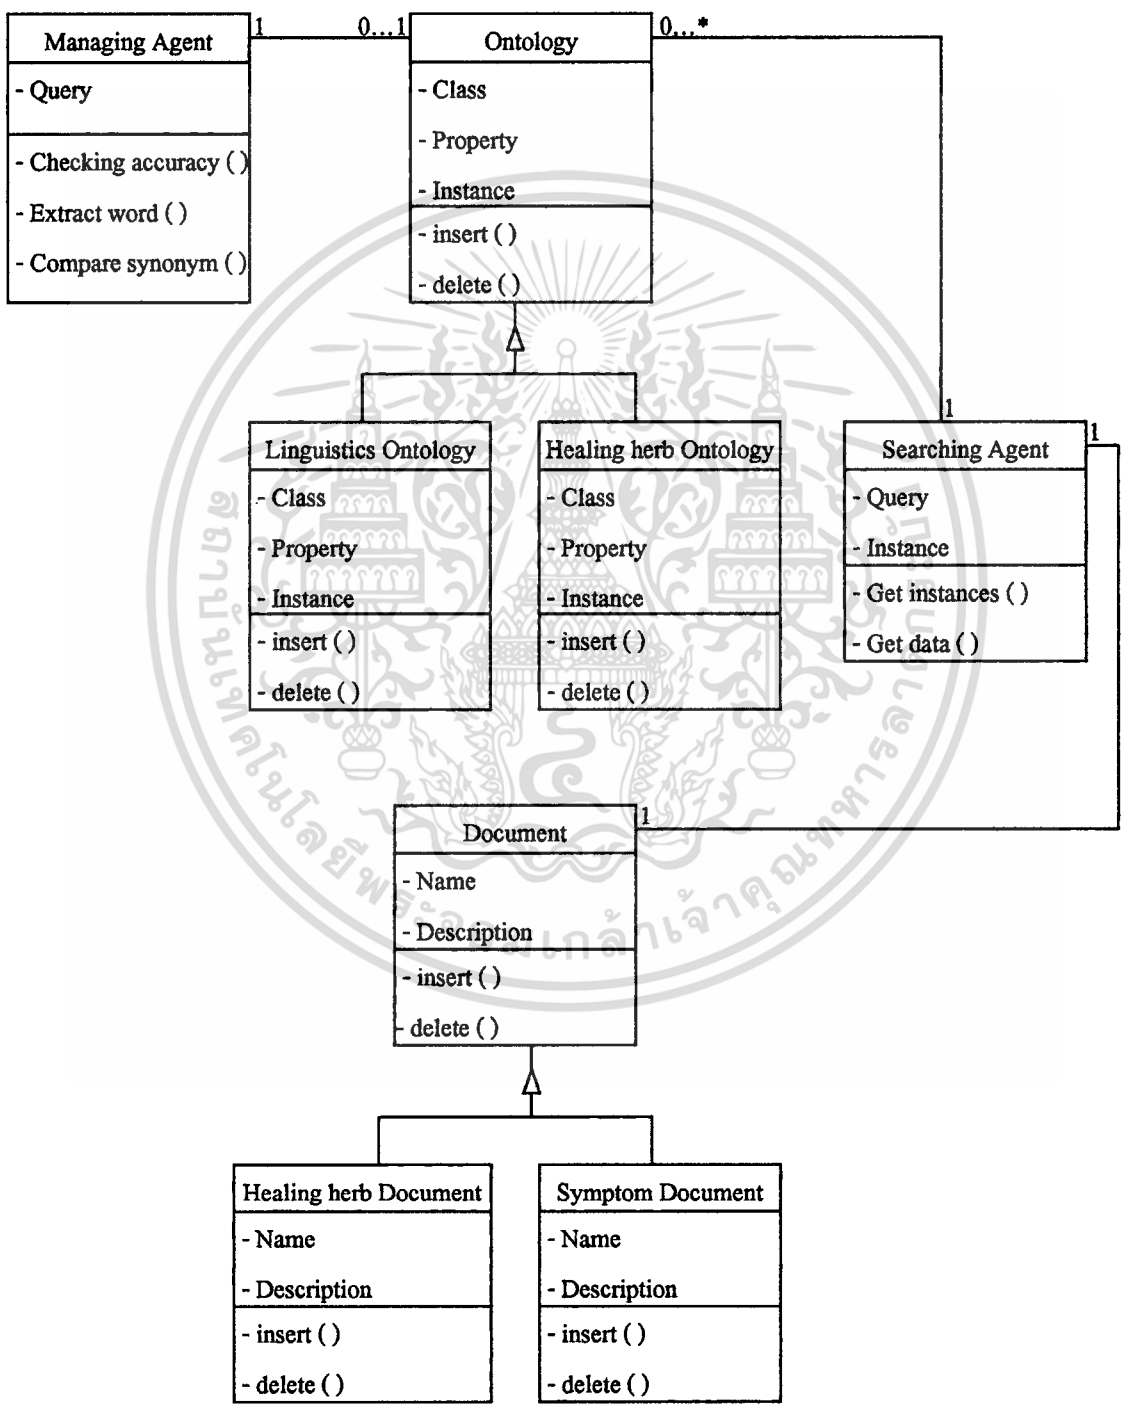 Managing Agent
- Query
- Checking accuracy ( )
- Extract word ( )
- Compare synonym ( )
1
0...1
Ontology
- Class
- Property
- Instance
- insert ( )
- delete ( )
0...*
1
Linguistics Ontology
- Class
- Property
- Instance
- insert ( )
- delete ( )
Healing herb Ontology
- Class
- Property
- Instance
- insert ( )
- delete ( )
Searching Agent
- Query
- Instance
- Get instances ( )
- Get data ( )
1
1
Document
- Name
- Description
- insert ( )
- delete ( )
Healing herb Document
- Name
- Description
- insert ( )
- delete ( )
Symptom Document
- Name
- Description
- insert ( )
- delete ( )